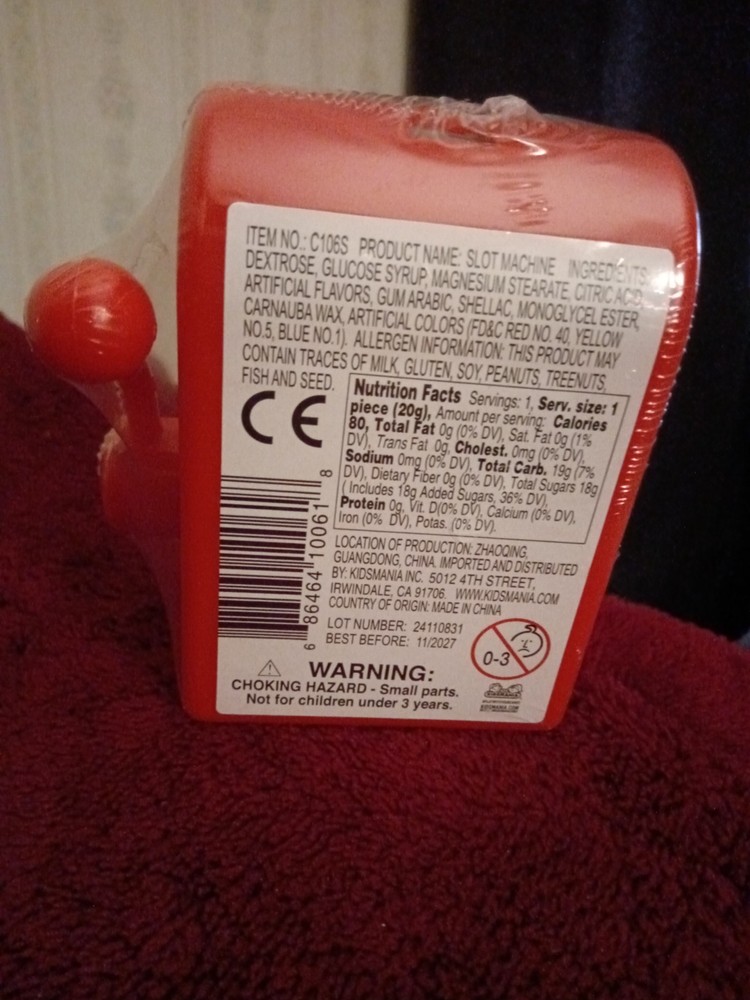 ITEM NO.: C106S PRODUCT NAME: SLOT MACHINE INGREDIENTS:
DEXTROSE, GLUCOSE SYRUP, MAGNESIUM STEARATE, CITRIC ACID,
ARTIFICIAL FLAVORS, GUM ARABIC, SHELLAC, MONOGLYCEL ESTER,
CARNAUBA WAX, ARTIFICIAL COLORS (FD&C RED NO. 40, YELLOW
NO.5, BLUE NO.1). ALLERGEN INFORMATION: THIS PRODUCT MAY
CONTAIN TRACES OF MILK, GLUTEN, SOY, PEANUTS, TREENUTS,
FISH AND SEED.
CE
Nutrition Facts Servings: 1, Serv. size: 1
piece (20g), Amount per serving: Calories
80, Total Fat 0g (0% DV), Sat. Fat 0g (1%
DV), Trans Fat 0g, Cholest. 0mg (0% DV),
Sodium 0mg (0% DV), Total Carb. 19g (7%
DV), Dietary Fiber 0g (0% DV), Total Sugars 18g
( Includes 18g Added Sugars, 36% DV),
Protein 0g, Vit. D(0% DV), Calcium (0% DV),
Iron (0% DV), Potas. (0% DV).
6 86464 10061 8
LOCATION OF PRODUCTION: ZHAOQING,
GUANGDONG, CHINA. IMPORTED AND DISTRIBUTED
BY: KIDSMANIA INC. 5012 4TH STREET,
IRWINDALE, CA 91706. WWW.KIDSMANIA.COM
COUNTRY OF ORIGIN: MADE IN CHINA
LOT NUMBER: 24110831
BEST BEFORE: 11/2027
0-3
WARNING:
CHOKING HAZARD - Small parts.
Not for children under 3 years.
KIDSMANIA